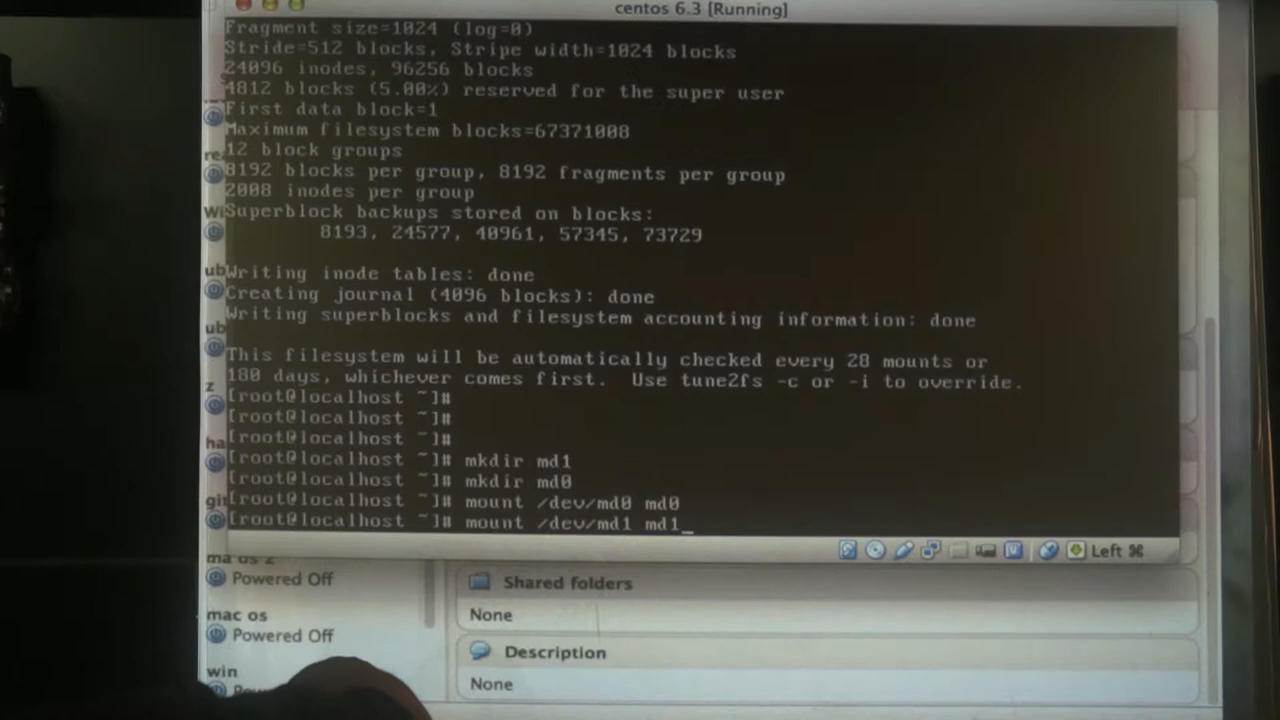 centos 6.3 [Running]
Fragment size=1024 (log=0)
Stride=512 blocks, Stripe width=1024 blocks
24096 inodes, 96256 blocks
4812 blocks (5.00%) reserved for the super user
First data block=1
Maximum filesystem blocks=67371008
12 block groups
8192 blocks per group, 8192 fragments per group
2008 inodes per group
Superblock backups stored on blocks:
8193, 24577, 40961, 57345, 73729
Writing inode tables: done
Creating journal (4096 blocks): done
Writing superblocks and filesystem accounting information: done
This filesystem will be automatically checked every 28 mounts or
180 days, whichever comes first. Use tune2fs -c or -i to override.
[root@localhost ~]#
[root@localhost ~]#
[root@localhost ~]#
[root@localhost ~]# mkdir md1
[root@localhost ~]# mkdir md0
[root@localhost ~]# mount /dev/md0 md0
[root@localhost ~]# mount /dev/md1 md1_
Left ⌘
re
Wi
ub
ub
z
ha
git
Powered Off
mac os
Powered Off
win
Shared folders
None
Description
None